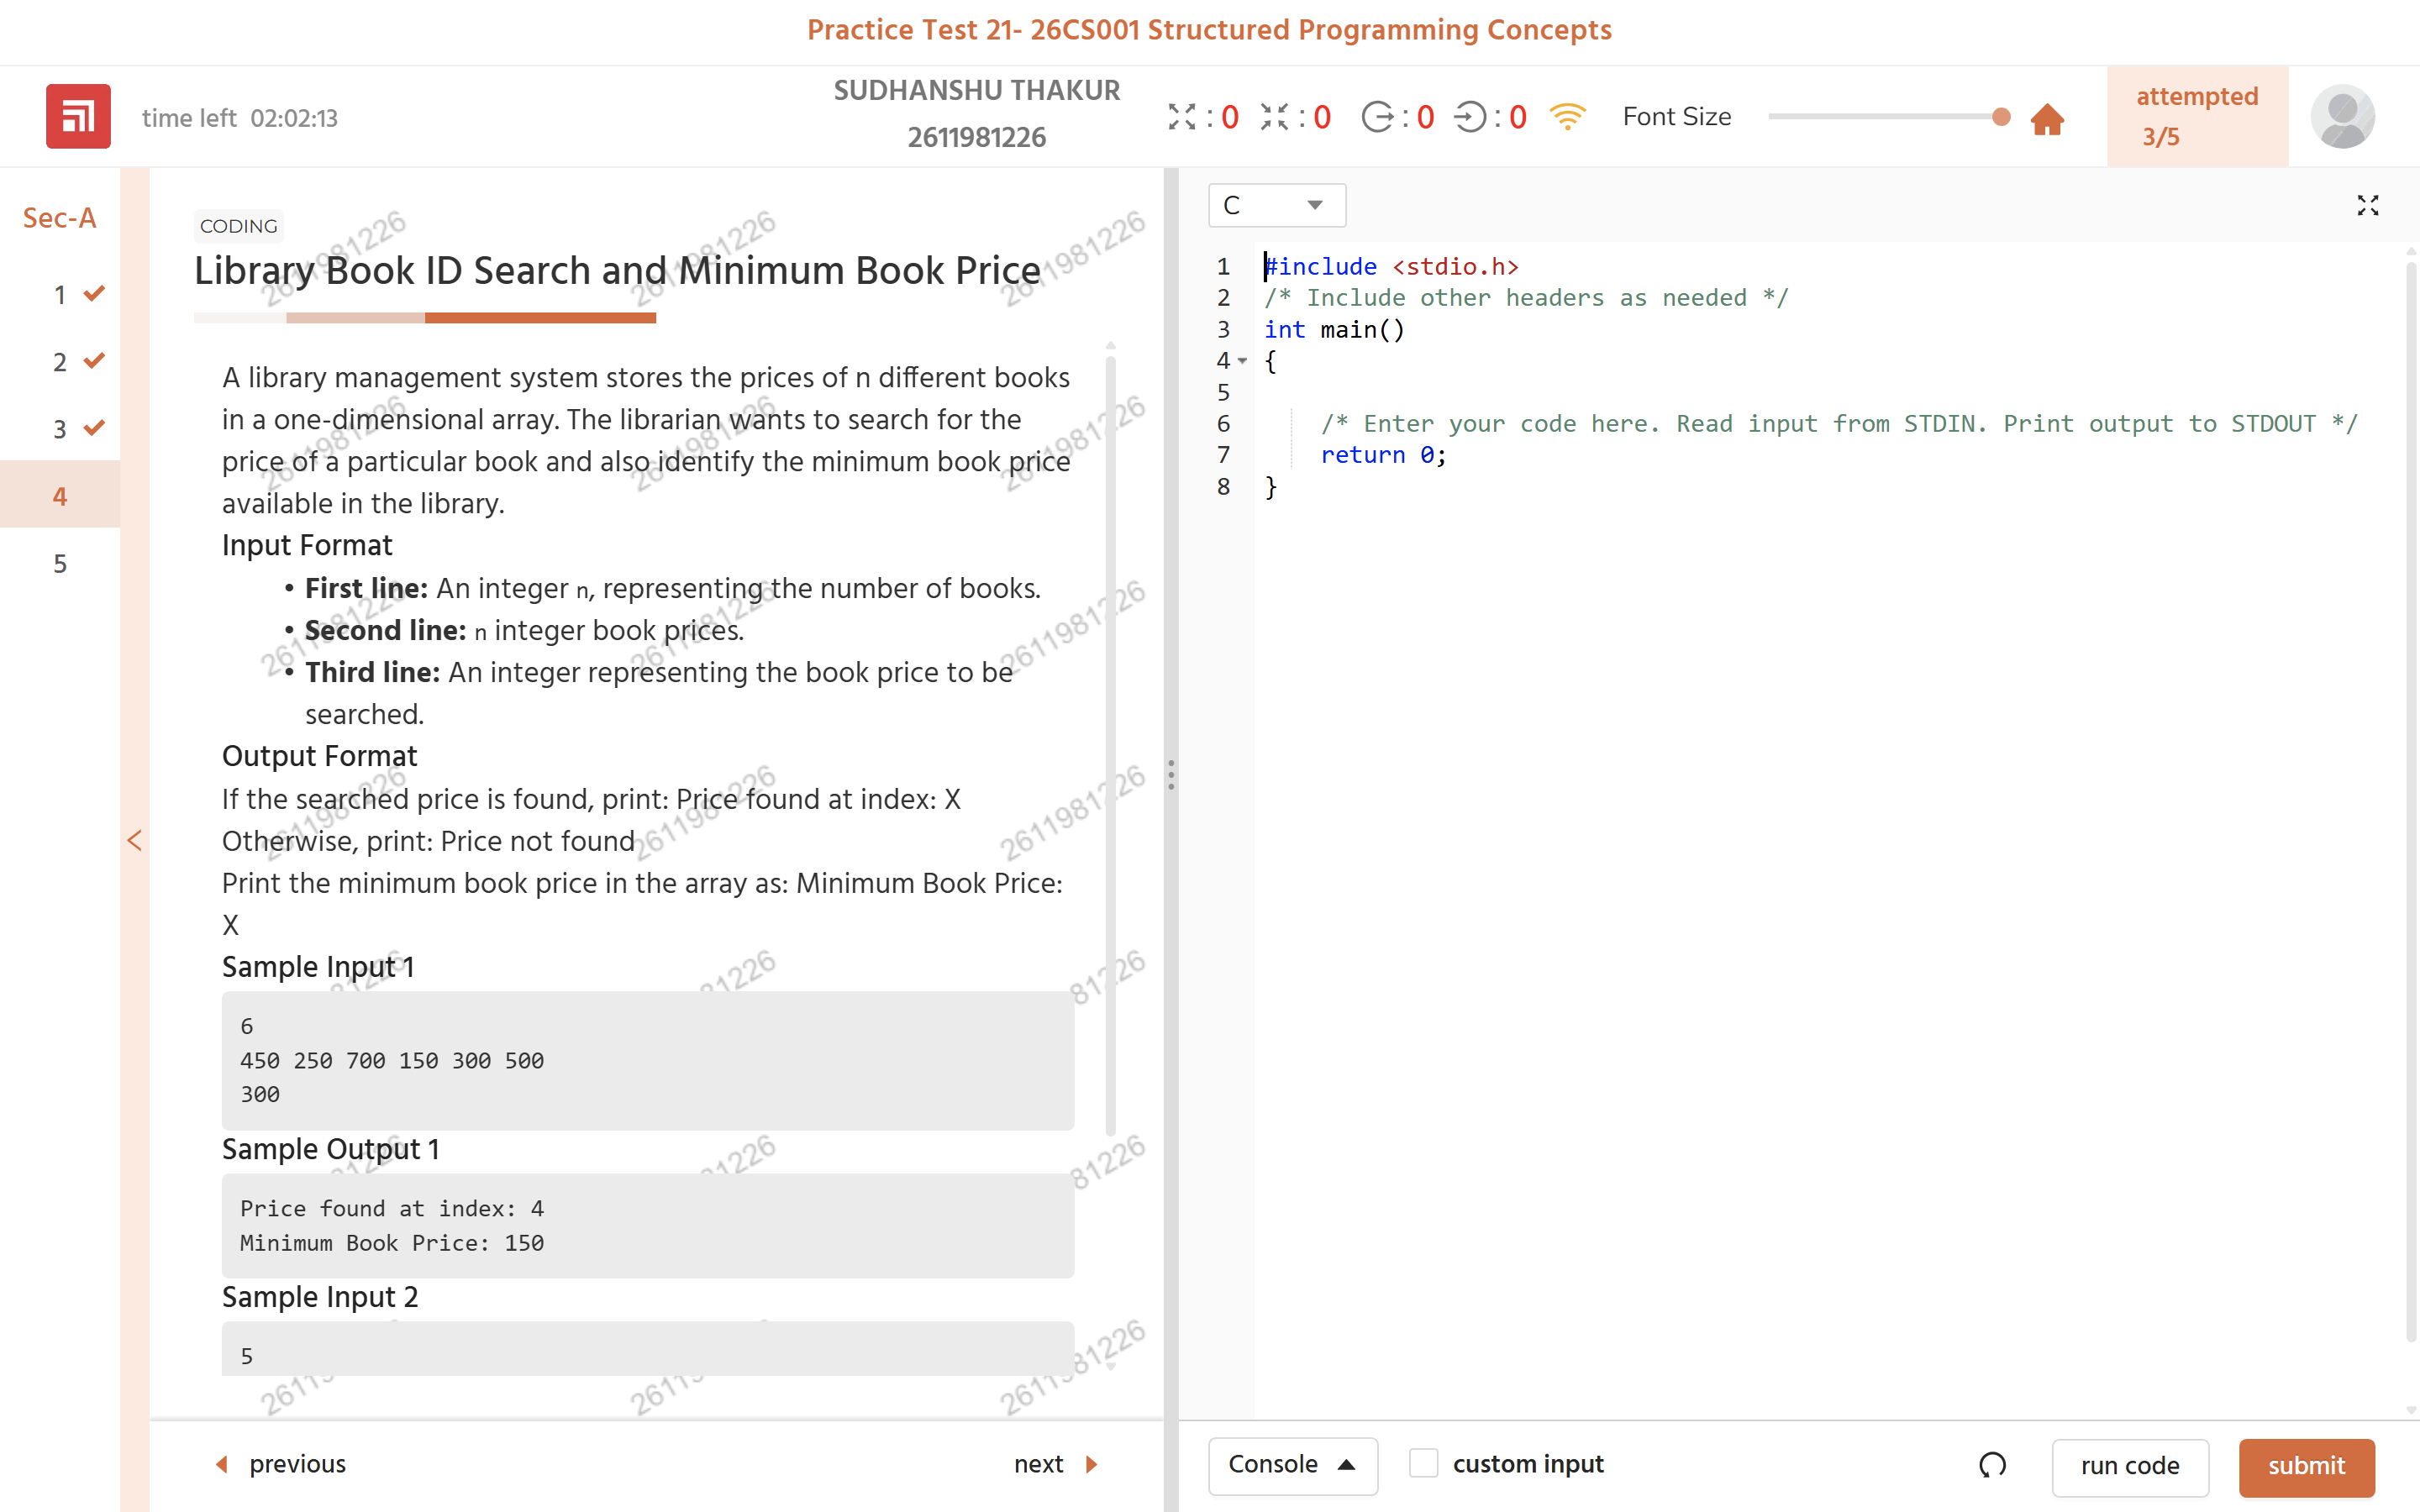 Practice Test 21- 26CS001 Structured Programming Concepts
time left 02:02:13
SUDHANSHU THAKUR
2611981226
: 0 : 0 : 0 : 0
Font Size
attempted
3/5
Sec-A
1
2
3
4
5
CODING
Library Book ID Search and Minimum Book Price
A library management system stores the prices of n different books
in a one-dimensional array. The librarian wants to search for the
price of a particular book and also identify the minimum book price
available in the library.
Input Format
• First line: An integer n, representing the number of books.
• Second line: n integer book prices.
• Third line: An integer representing the book price to be
searched.
Output Format
If the searched price is found, print: Price found at index: X
Otherwise, print: Price not found
Print the minimum book price in the array as: Minimum Book Price:
X
Sample Input 1
6
450 250 700 150 300 500
300
Sample Output 1
Price found at index: 4
Minimum Book Price: 150
Sample Input 2
5
previous
next
C
1 #include <stdio.h>
2 /* Include other headers as needed */
3 int main()
4 {
5
6 /* Enter your code here. Read input from STDIN. Print output to STDOUT */
7 return 0;
8 }
Console
custom input
run code
submit